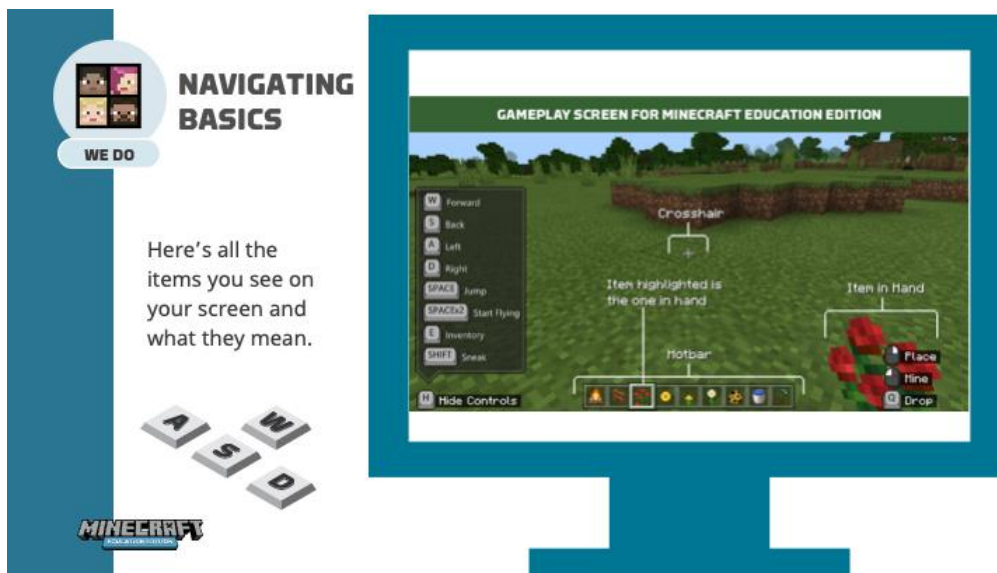 NAVIGATING
BASICS
WE DO
Here's all the
items you see on
your screen and
what they mean.
A
W
S
D
MINECRAFT
EDUCATION EDITION
GAMEPLAY SCREEN FOR MINECRAFT EDUCATION EDITION
W Forward
S Back
A Left
D Right
SPACE Jump
SPACEx2 Start Flying
E Inventory
SHIFT Sneak
H Hide Controls
Crosshair
Item highlighted is
the one in hand
Hotbar
Item in Hand
Place
Mine
Q Drop